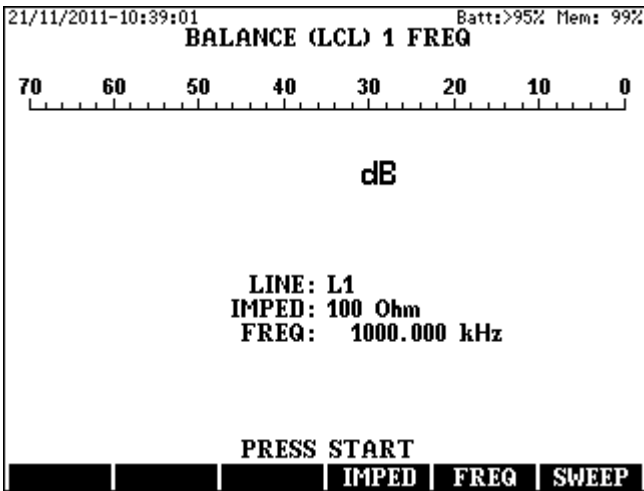 21/11/2011-10:39:01 Batt:>95% Mem: 99%
BALANCE (LCL) 1 FREQ
70 60 50 40 30 20 10 0
dB
LINE: L1
IMPED: 100 Ohm
FREQ: 1000.000 kHz
PRESS START
IMPED FREQ SWEEP